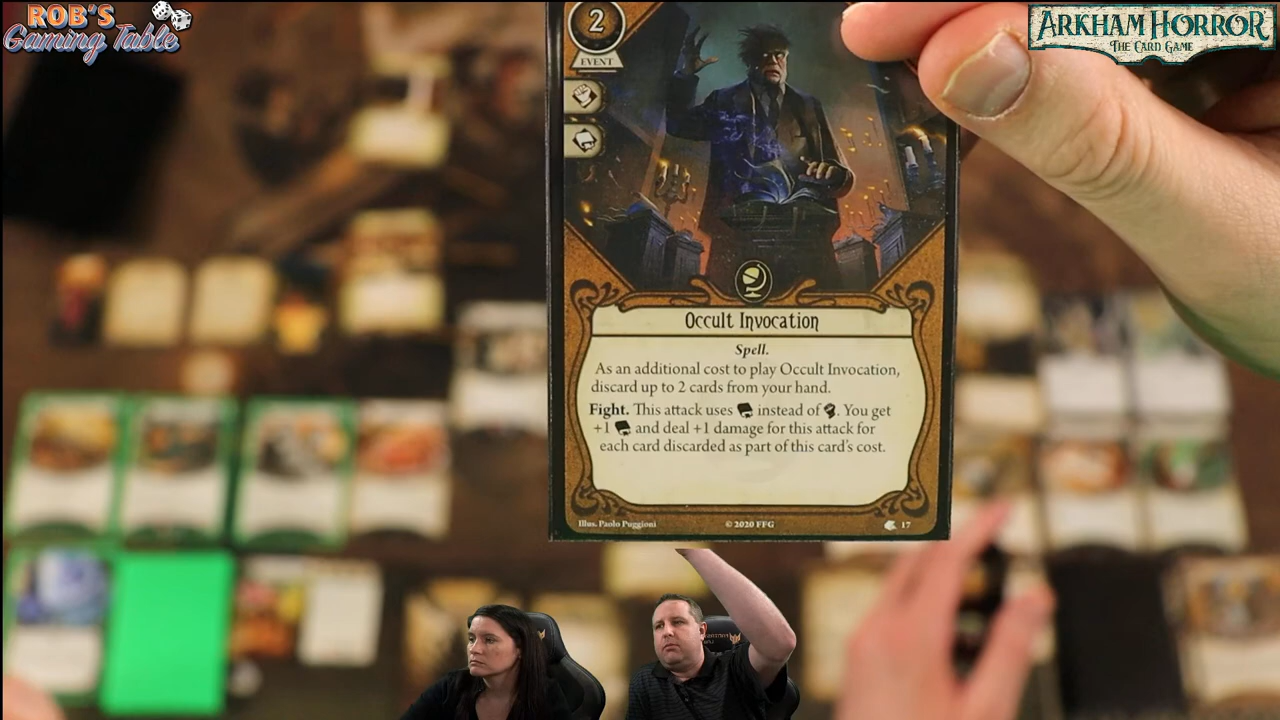 ROB'S
Gaming Table
ARKHAM HORROR
THE CARD GAME
2
EVENT
Occult Invocation
Spell.
As an additional cost to play Occult Invocation,
discard up to 2 cards from your hand.
Fight. This attack uses instead of . You get
+1 and deal +1 damage for this attack for
each card discarded as part of this card's cost.
Illus. Paolo Puggioni © 2020 FFG 17